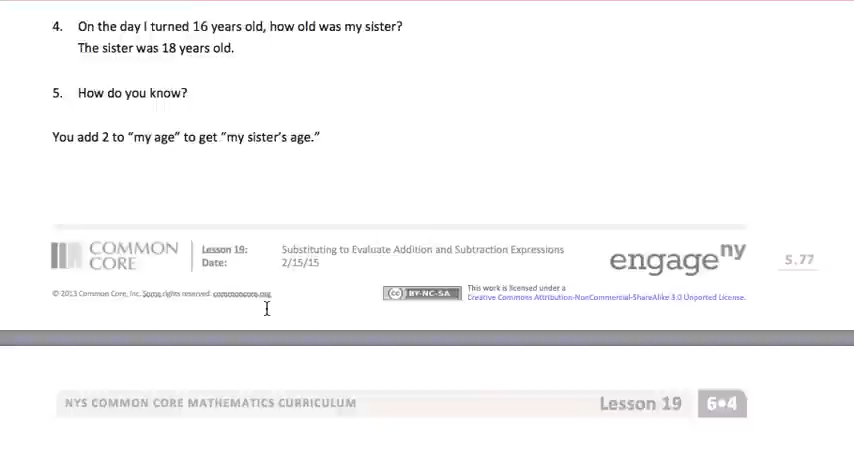 4. On the day I turned 16 years old, how old was my sister?
The sister was 18 years old.
5. How do you know?
You add 2 to “my age” to get “my sister’s age.”
COMMON CORE
Lesson 19: Substituting to Evaluate Addition and Subtraction Expressions
Date: 2/15/15
engageny
5.77
© 2013 Common Core, Inc. Some rights reserved. commoncore.org
cc BY-NC-SA
This work is licensed under a
Creative Commons Attribution-NonCommercial-ShareAlike 3.0 Unported License.
NYS COMMON CORE MATHEMATICS CURRICULUM
Lesson 19
6•4